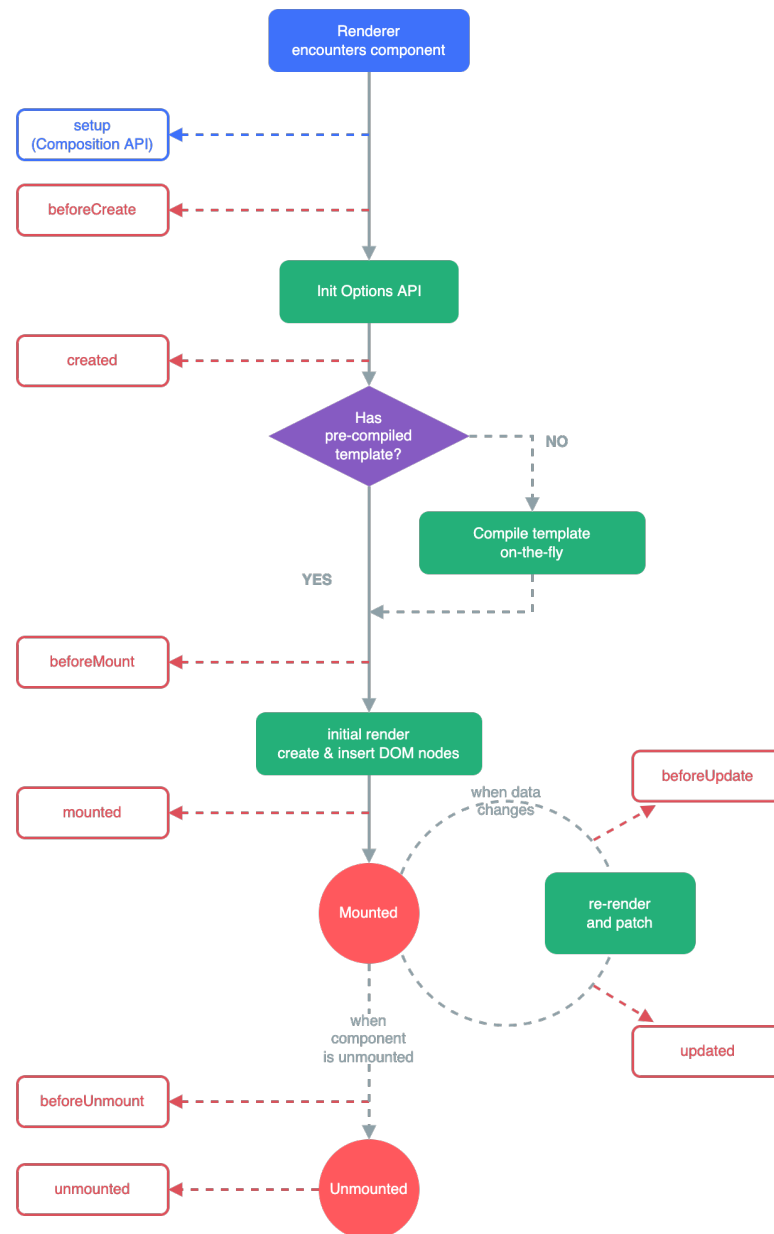 Renderer
encounters component
setup
(Composition API)
beforeCreate
Init Options API
created
Has
pre-compiled
template?
NO
Compile template
on-the-fly
YES
beforeMount
initial render
create & insert DOM nodes
beforeUpdate
when data
changes
mounted
re-render
and patch
Mounted
when
component
is unmounted
updated
beforeUnmount
unmounted
Unmounted